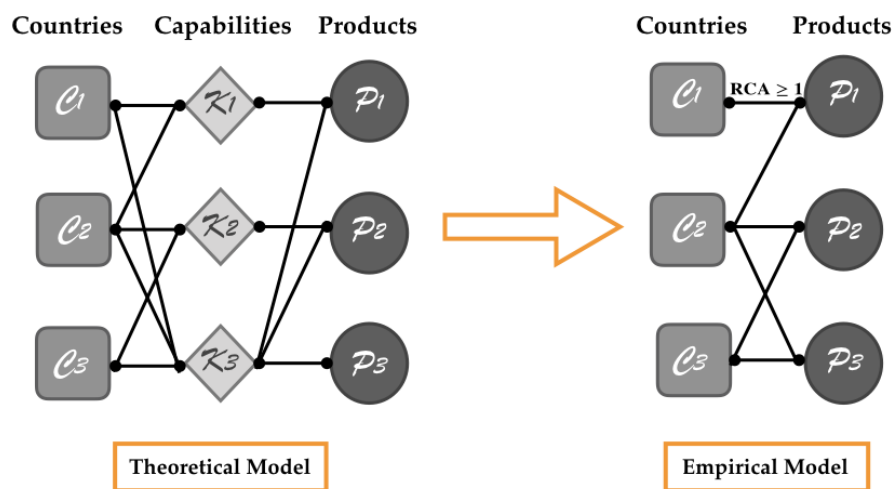 Countries Capabilities Products
C1 K1 P1
C2 K2 P2
C3 K3 P3
Theoretical Model
Countries Products
C1 RCA ≥ 1 P1
C2 P2
C3 P3
Empirical Model